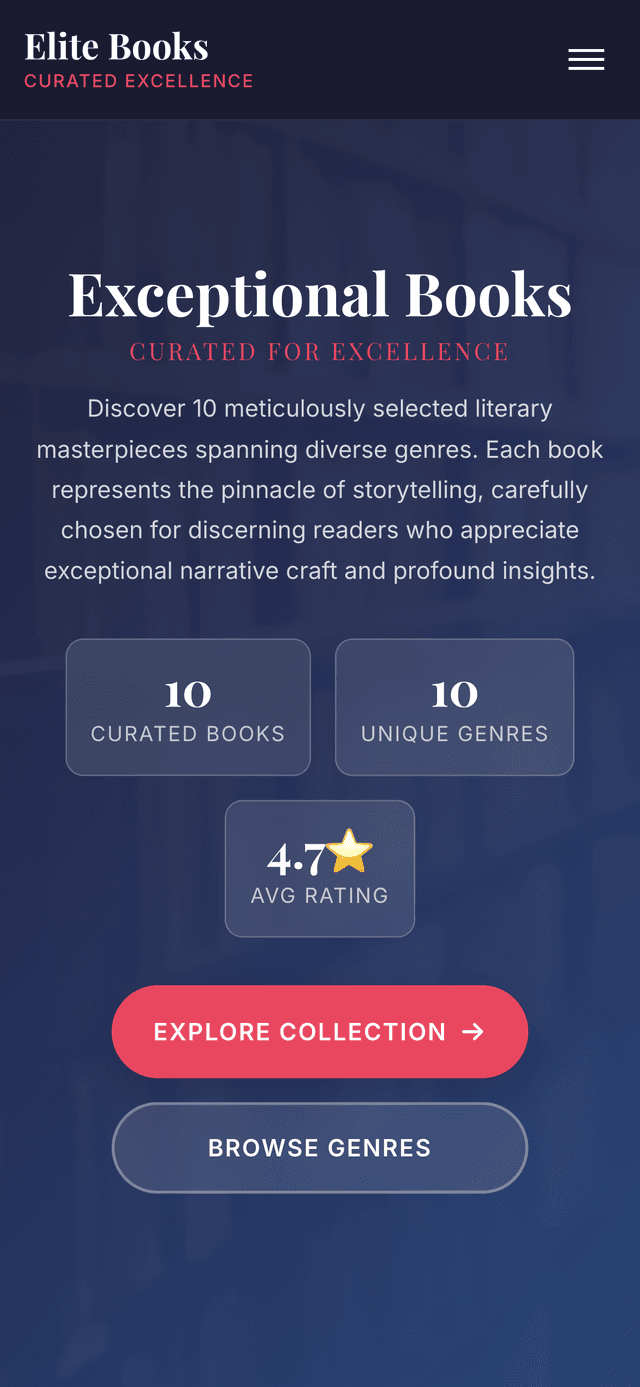 Elite Books
CURATED EXCELLENCE
Exceptional Books
CURATED FOR EXCELLENCE
Discover 10 meticulously selected literary
masterpieces spanning diverse genres. Each book
represents the pinnacle of storytelling, carefully
chosen for discerning readers who appreciate
exceptional narrative craft and profound insights.
10
CURATED BOOKS
10
UNIQUE GENRES
4.7⭐
AVG RATING
EXPLORE COLLECTION →
BROWSE GENRES